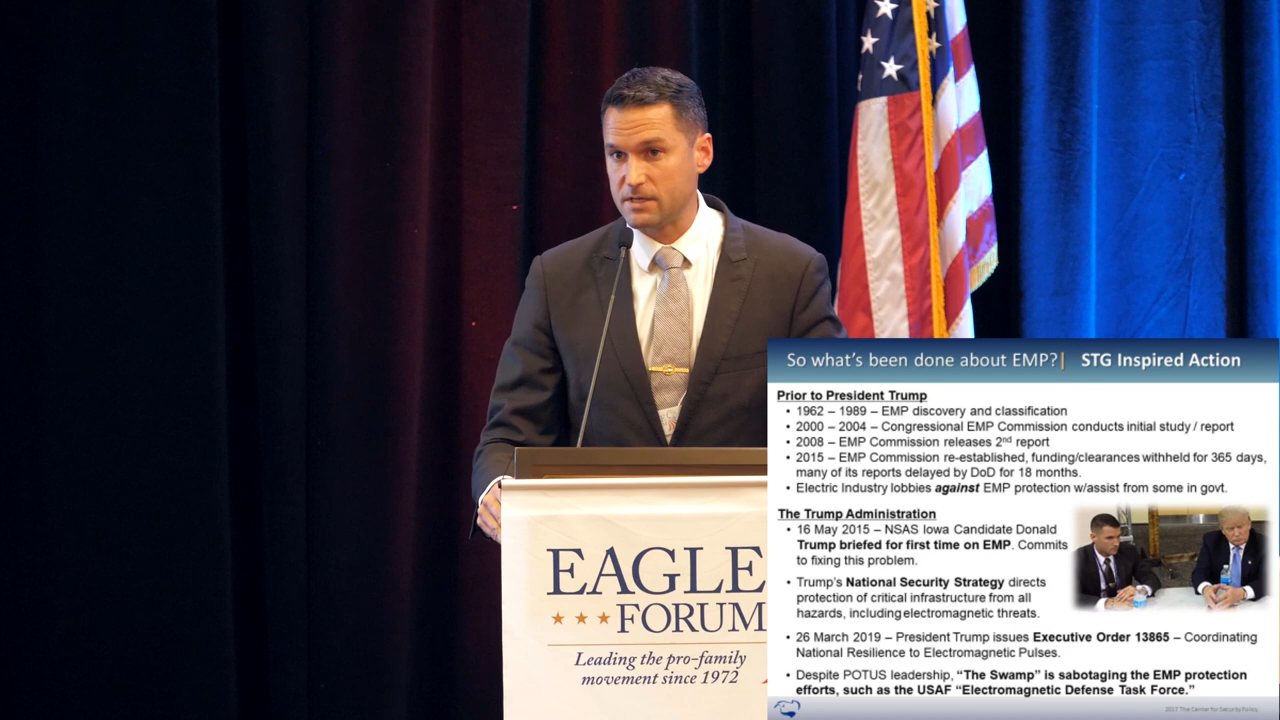 EAGLE
FORUM
Leading the pro-family
movement since 1972
So what's been done about EMP?| STG Inspired Action
Prior to President Trump
• 1962 – 1989 – EMP discovery and classification
• 2000 – 2004 – Congressional EMP Commission conducts initial study / report
• 2008 – EMP Commission releases 2nd report
• 2015 – EMP Commission re-established, funding/clearances withheld for 365 days,
many of its reports delayed by DoD for 18 months.
• Electric Industry lobbies against EMP protection w/assist from some in govt.
The Trump Administration
• 16 May 2015 – NSAS Iowa Candidate Donald
Trump briefed for first time on EMP. Commits
to fixing this problem.
• Trump's National Security Strategy directs
protection of critical infrastructure from all
hazards, including electromagnetic threats.
• 26 March 2019 – President Trump issues Executive Order 13865 – Coordinating
National Resilience to Electromagnetic Pulses.
• Despite POTUS leadership, “The Swamp” is sabotaging the EMP protection
efforts, such as the USAF “Electromagnetic Defense Task Force.”
2017 The Center for Security Policy